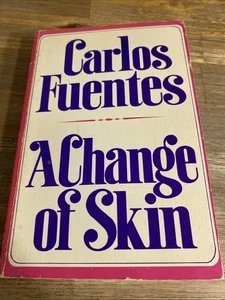 Carlos
Fuentes
A Change
of Skin